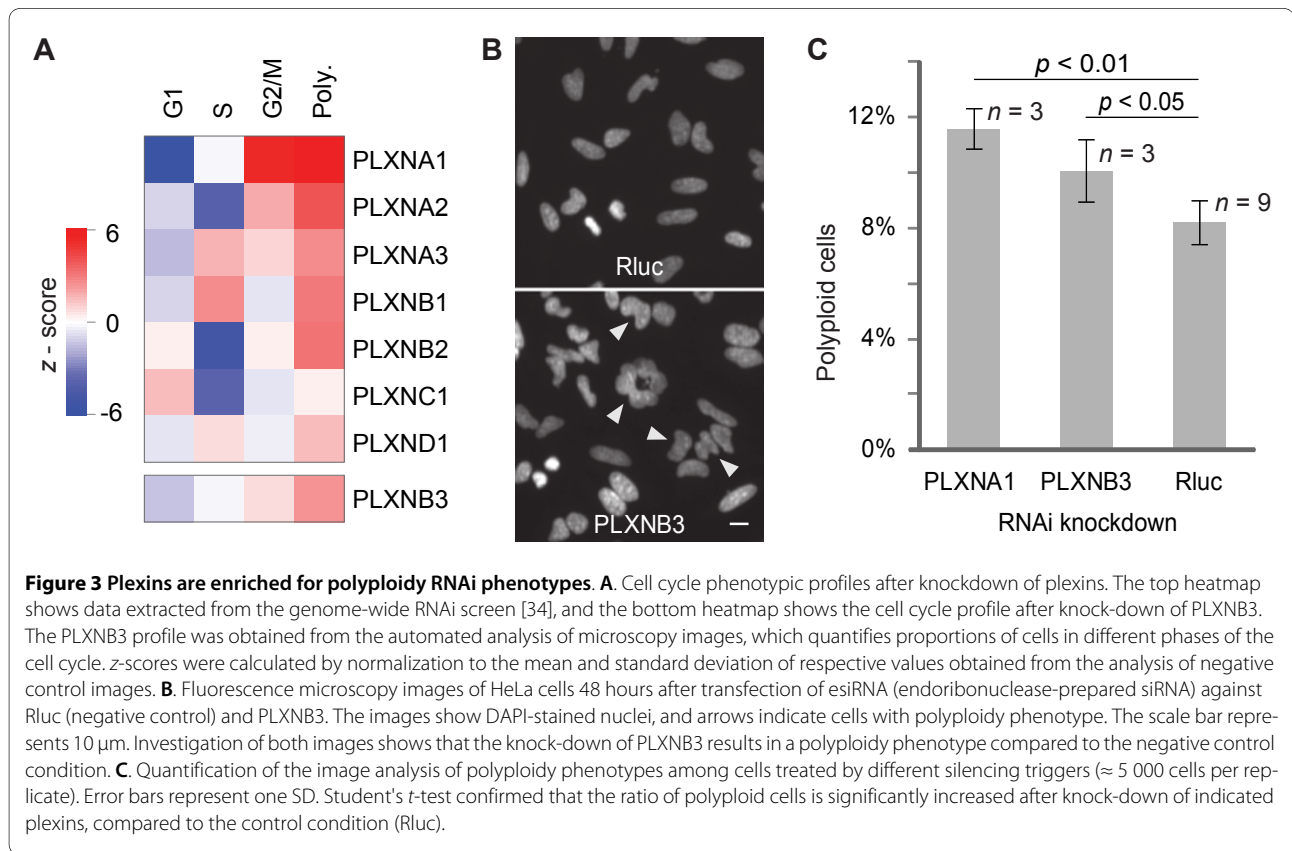 A
G1
S
G2/M
Poly.
PLXNA1
PLXNA2
PLXNA3
PLXNB1
PLXNB2
PLXNC1
PLXND1
PLXNB3
6
0
-6
z - score
B
Rluc
PLXNB3
C
p < 0.01
p < 0.05
n = 3
n = 3
n = 9
12%
8%
4%
0%
Polyploid cells
PLXNA1
PLXNB3
Rluc
RNAi knockdown
Figure 3 Plexins are enriched for polyploidy RNAi phenotypes. A. Cell cycle phenotypic profiles after knockdown of plexins. The top heatmap
shows data extracted from the genome-wide RNAi screen [34], and the bottom heatmap shows the cell cycle profile after knock-down of PLXNB3.
The PLXNB3 profile was obtained from the automated analysis of microscopy images, which quantifies proportions of cells in different phases of the
cell cycle. z-scores were calculated by normalization to the mean and standard deviation of respective values obtained from the analysis of negative
control images. B. Fluorescence microscopy images of HeLa cells 48 hours after transfection of esiRNA (endoribonuclease-prepared siRNA) against
Rluc (negative control) and PLXNB3. The images show DAPI-stained nuclei, and arrows indicate cells with polyploidy phenotype. The scale bar repre-
sents 10 μm. Investigation of both images shows that the knock-down of PLXNB3 results in a polyploidy phenotype compared to the negative control
condition. C. Quantification of the image analysis of polyploidy phenotypes among cells treated by different silencing triggers (≈ 5 000 cells per rep-
licate). Error bars represent one SD. Student's t-test confirmed that the ratio of polyploid cells is significantly increased after knock-down of indicated
plexins, compared to the control condition (Rluc).